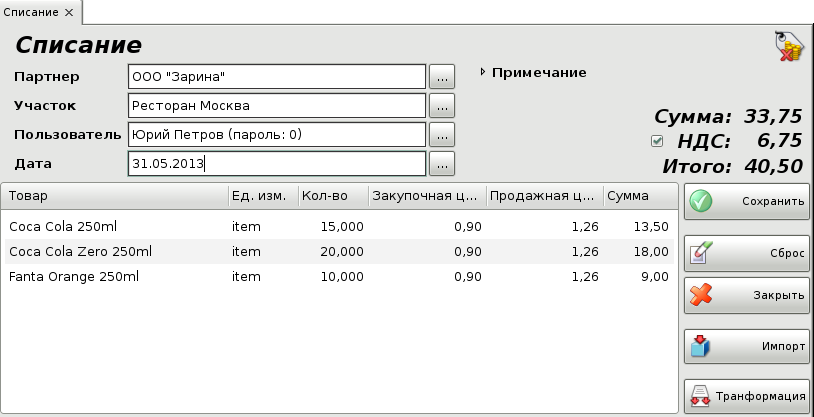 Списание
Списание
Партнер ООО "Зарина" ... Примечание
Участок Ресторан Москва ...
Пользователь Юрий Петров (пароль: 0) ...
Дата 31.05.2013 ...
Сумма: 33,75
НДС: 6,75
Итого: 40,50
Товар Ед. изм. Кол-во Закупочная ц... Продажная ц... Сумма
Coca Cola 250ml item 15,000 0,90 1,26 13,50
Coca Cola Zero 250ml item 20,000 0,90 1,26 18,00
Fanta Orange 250ml item 10,000 0,90 1,26 9,00
Сохранить
Сброс
Закрыть
Импорт
Транформация